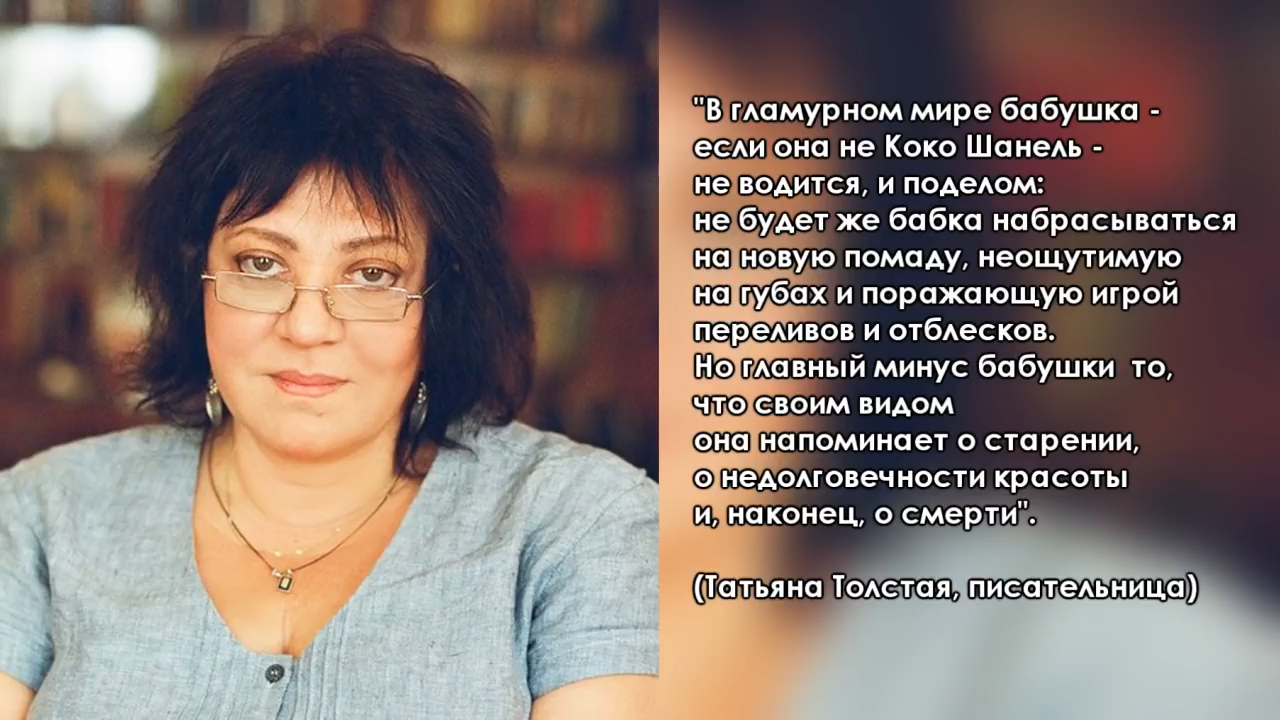 "В гламурном мире бабушка -
если она не Коко Шанель -
не водится, и поделом:
не будет же бабка набрасываться
на новую помаду, неощутимую
на губах и поражающую игрой
переливов и отблесков.
Но главный минус бабушки  то,
что своим видом
она напоминает о старении,
о недолговечности красоты
и, наконец, о смерти".
(Татьяна Толстая, писательница)